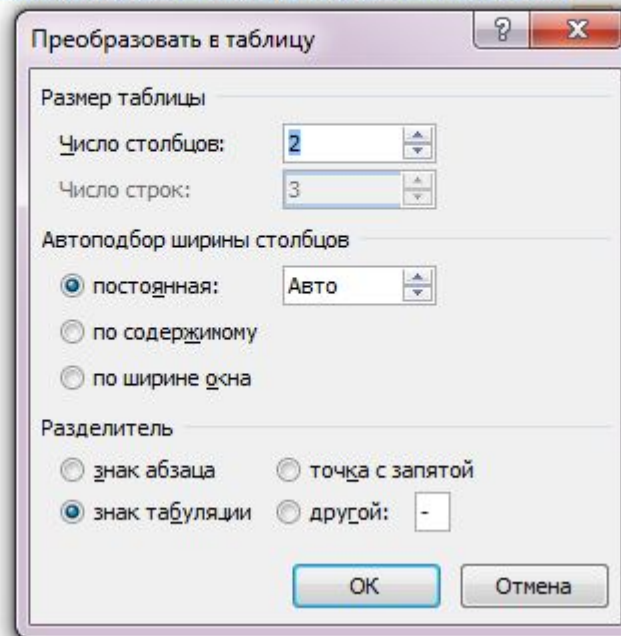 Преобразовать в таблицу ?
Размер таблицы
Число столбцов: 2
Число строк: 3
Автоподбор ширины столбцов
постоянная: Авто
по содержимому
по ширине окна
Разделитель
знак абзаца точка с запятой
знак табуляции другой: -
ОК Отмена